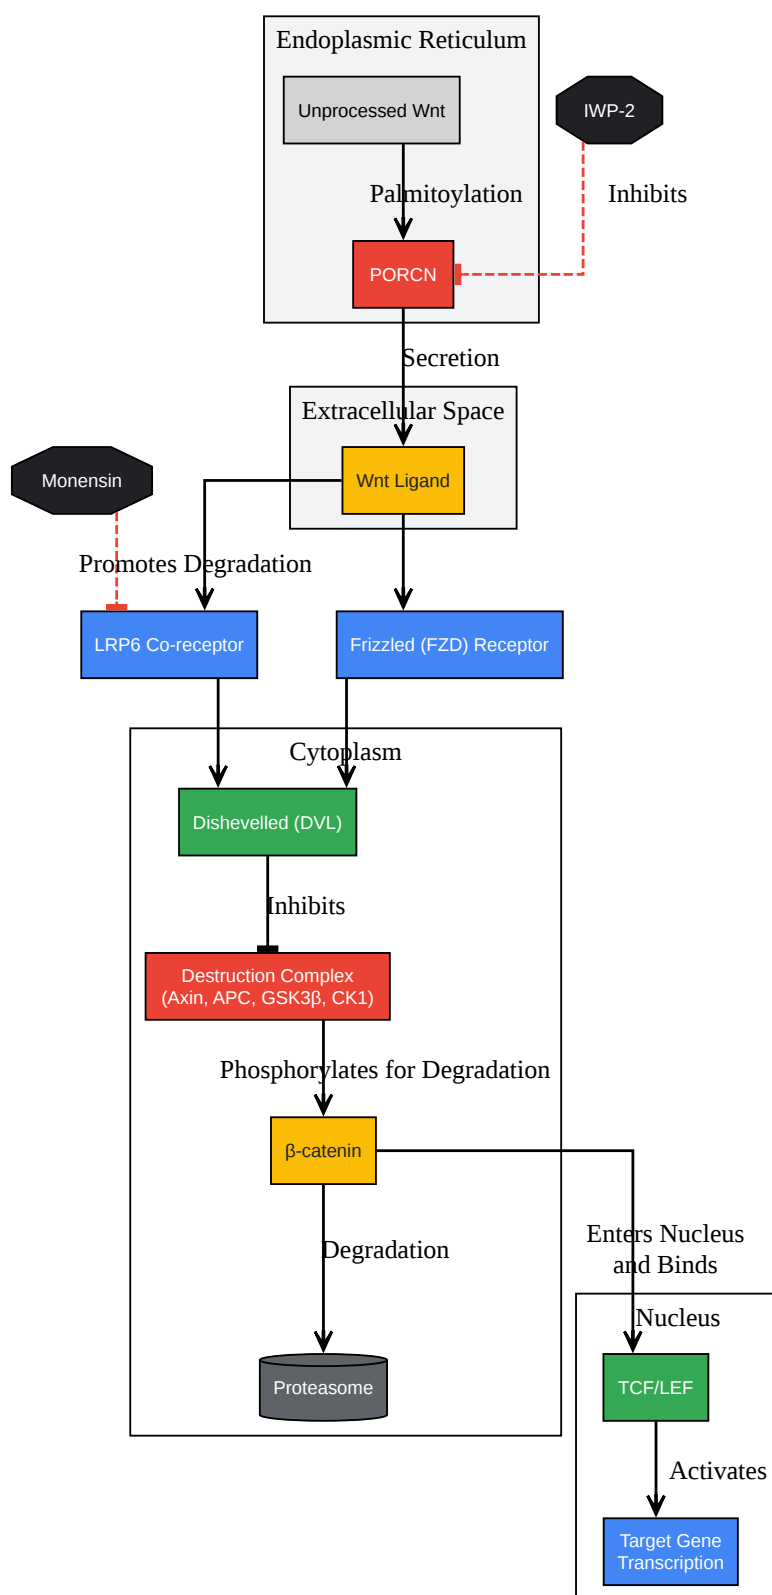 Endoplasmic Reticulum
Unprocessed Wnt
IWP-2
Palmitoylation
Inhibits
PORCN
Secretion
Extracellular Space
Monensin
Wnt Ligand
Promotes Degradation
LRP6 Co-receptor
Frizzled (FZD) Receptor
Cytoplasm
Dishevelled (DVL)
Inhibits
Destruction Complex
(Axin, APC, GSK3β, CK1)
Phosphorylates for Degradation
β-catenin
Enters Nucleus
and Binds
Degradation
Nucleus
Proteasome
TCF/LEF
Activates
Target Gene
Transcription